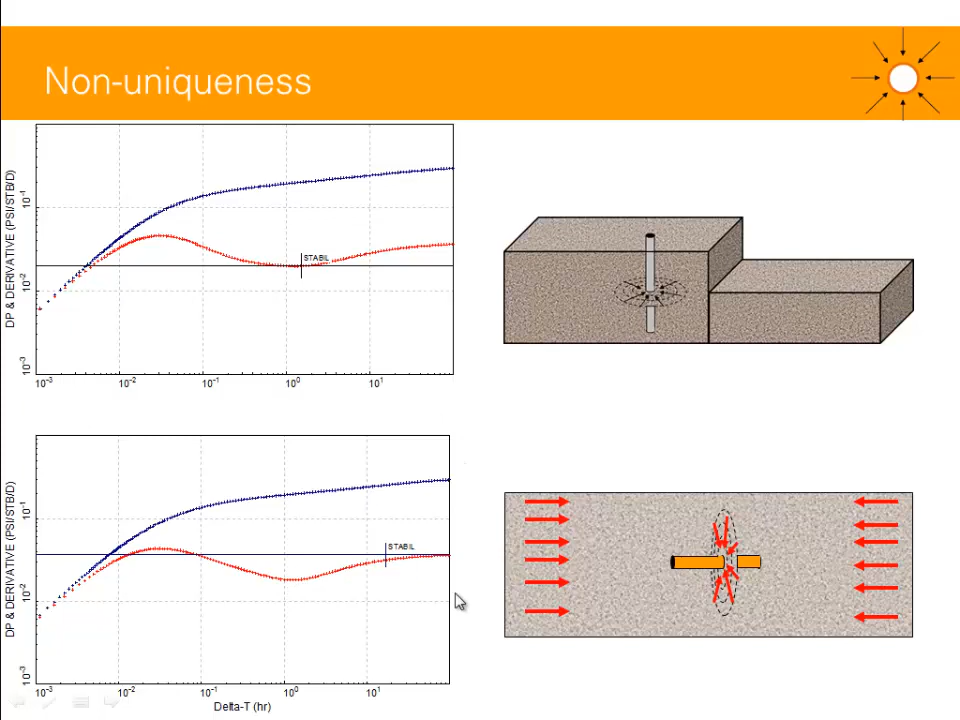 Non-uniqueness
DP & DERIVATIVE (PSI/STB/D)
10-1
10-2
10-3
STABIL
10-3 10-2 10-1 100 101
DP & DERIVATIVE (PSI/STB/D)
10-1
10-2
10-3
STABIL
10-3 10-2 10-1 100 101
Delta-T (hr)